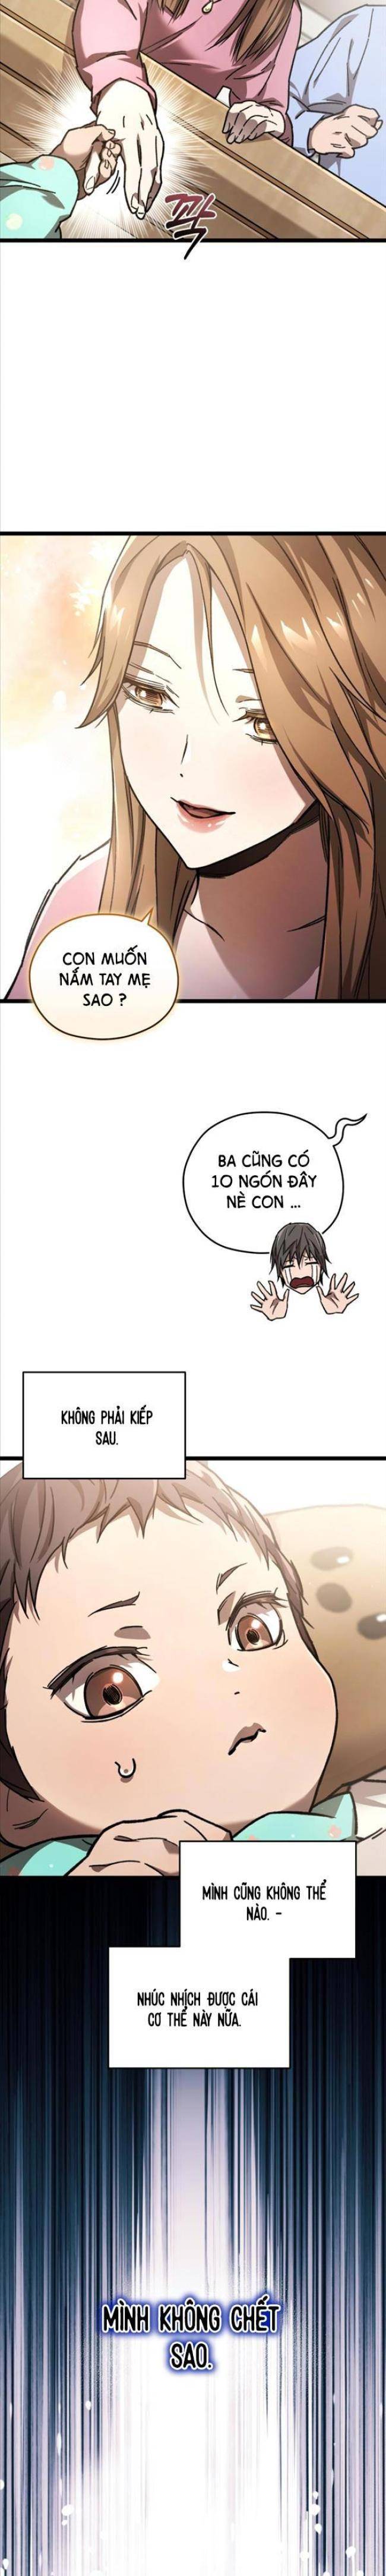 꽉
CON MUỐN
NẮM TAY MẸ
SAO ?
BA CŨNG CÓ
10 NGÓN ĐÂY
NÈ CON ...
KHÔNG PHẢI KIẾP
SAU.
MÌNH CŨNG KHÔNG THỂ
NÀO. -
NHÚC NHÍCH ĐƯỢC CÁI
CƠ THỂ NÀY NỮA.
MÌNH KHÔNG CHẾT
SAO.